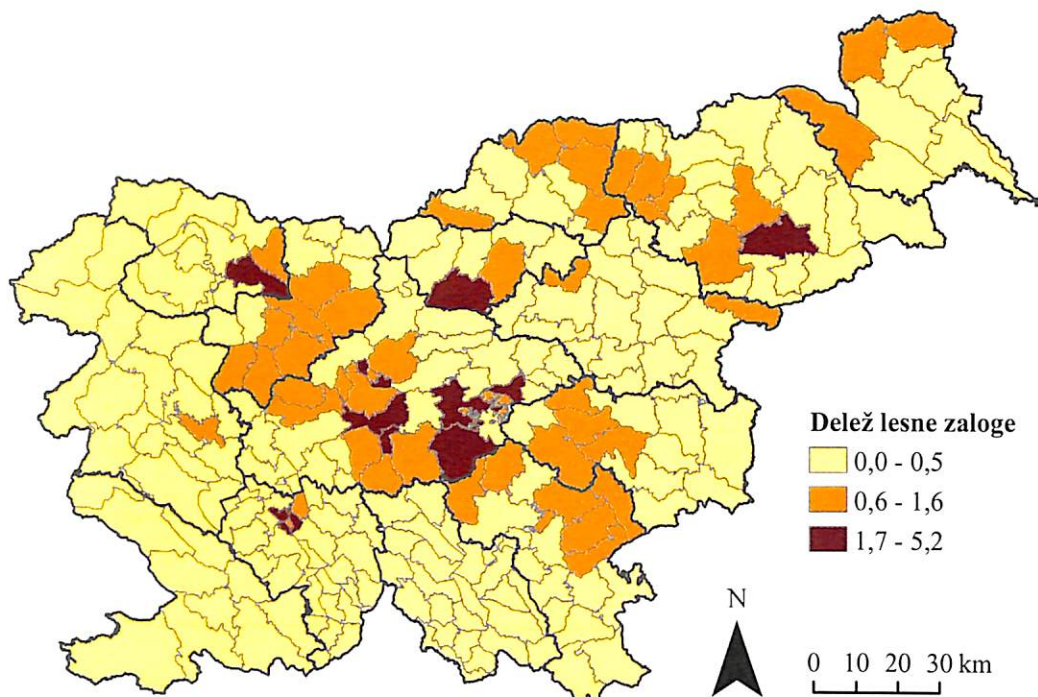 Delež lesne zaloge
0,0 - 0,5
0,6 - 1,6
1,7 - 5,2
N
0 10 20 30 km